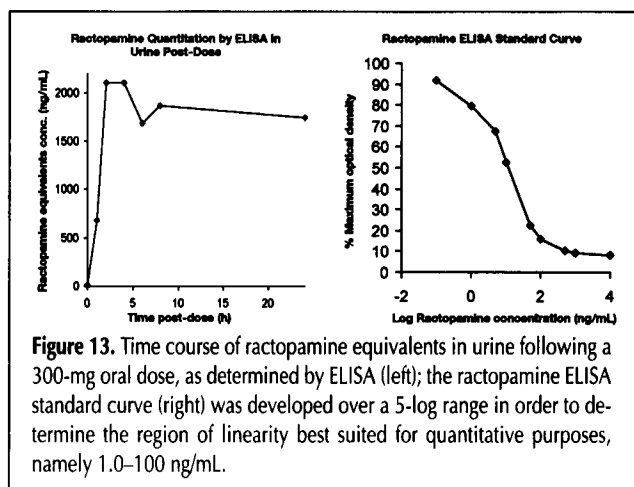 Ractopamine Quantitation by ELISA in
Urine Post-Dose
Ractopamine equivalents conc. (ng/mL)
2000
1500
1000
500
0
0
5
10
15
20
Time post-dose (h)
Ractopamine ELISA Standard Curve
% Maximum optical density
100
90
80
70
60
50
40
30
20
10
0
-2
0
2
4
Log Ractopamine concentration (ng/mL)
Figure 13. Time course of ractopamine equivalents in urine following a
300-mg oral dose, as determined by ELISA (left); the ractopamine ELISA
standard curve (right) was developed over a 5-log range in order to de-
termine the region of linearity best suited for quantitative purposes,
namely 1.0–100 ng/mL.